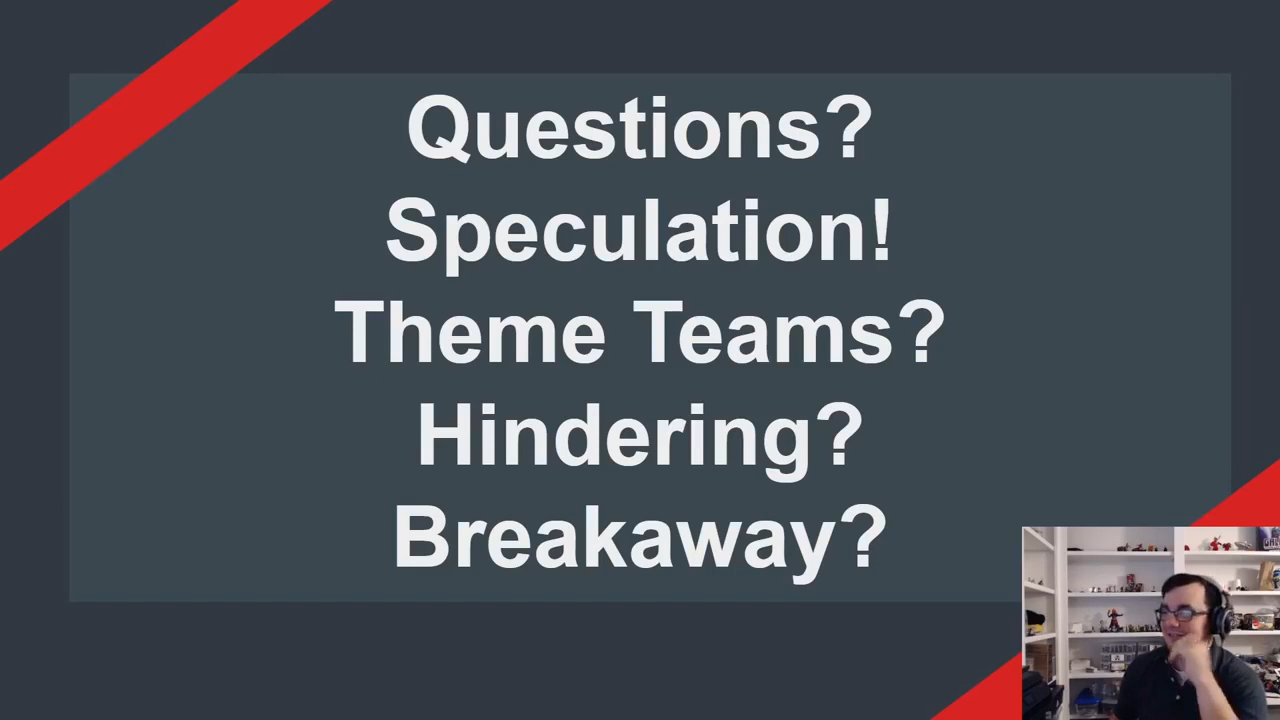 Questions?
Speculation!
Theme Teams?
Hindering?
Breakaway?